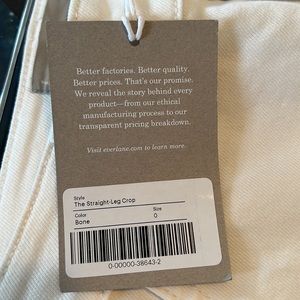 Better factories. Better quality.
Better prices. That's our promise.
We reveal the story behind every
product—from our ethical
manufacturing process to our
transparent pricing breakdown.
Visit everlane.com to learn more.
Style
The Straight-Leg Crop
Color Size
Bone 0
0-00000-38643-2